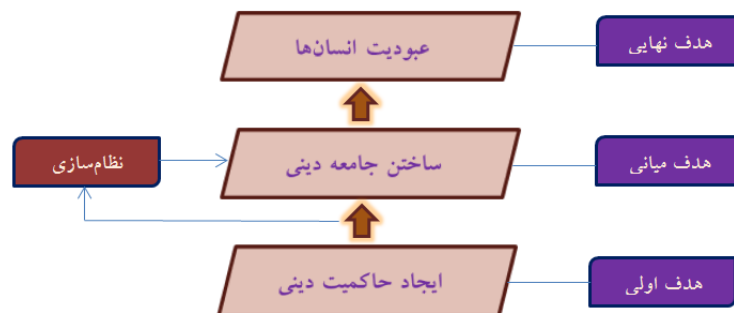 هدف نهایی
عبودیت انسان‌ها
هدف میانی
ساختن جامعه دینی
نظام‌سازی
هدف اولی
ایجاد حاکمیت دینی